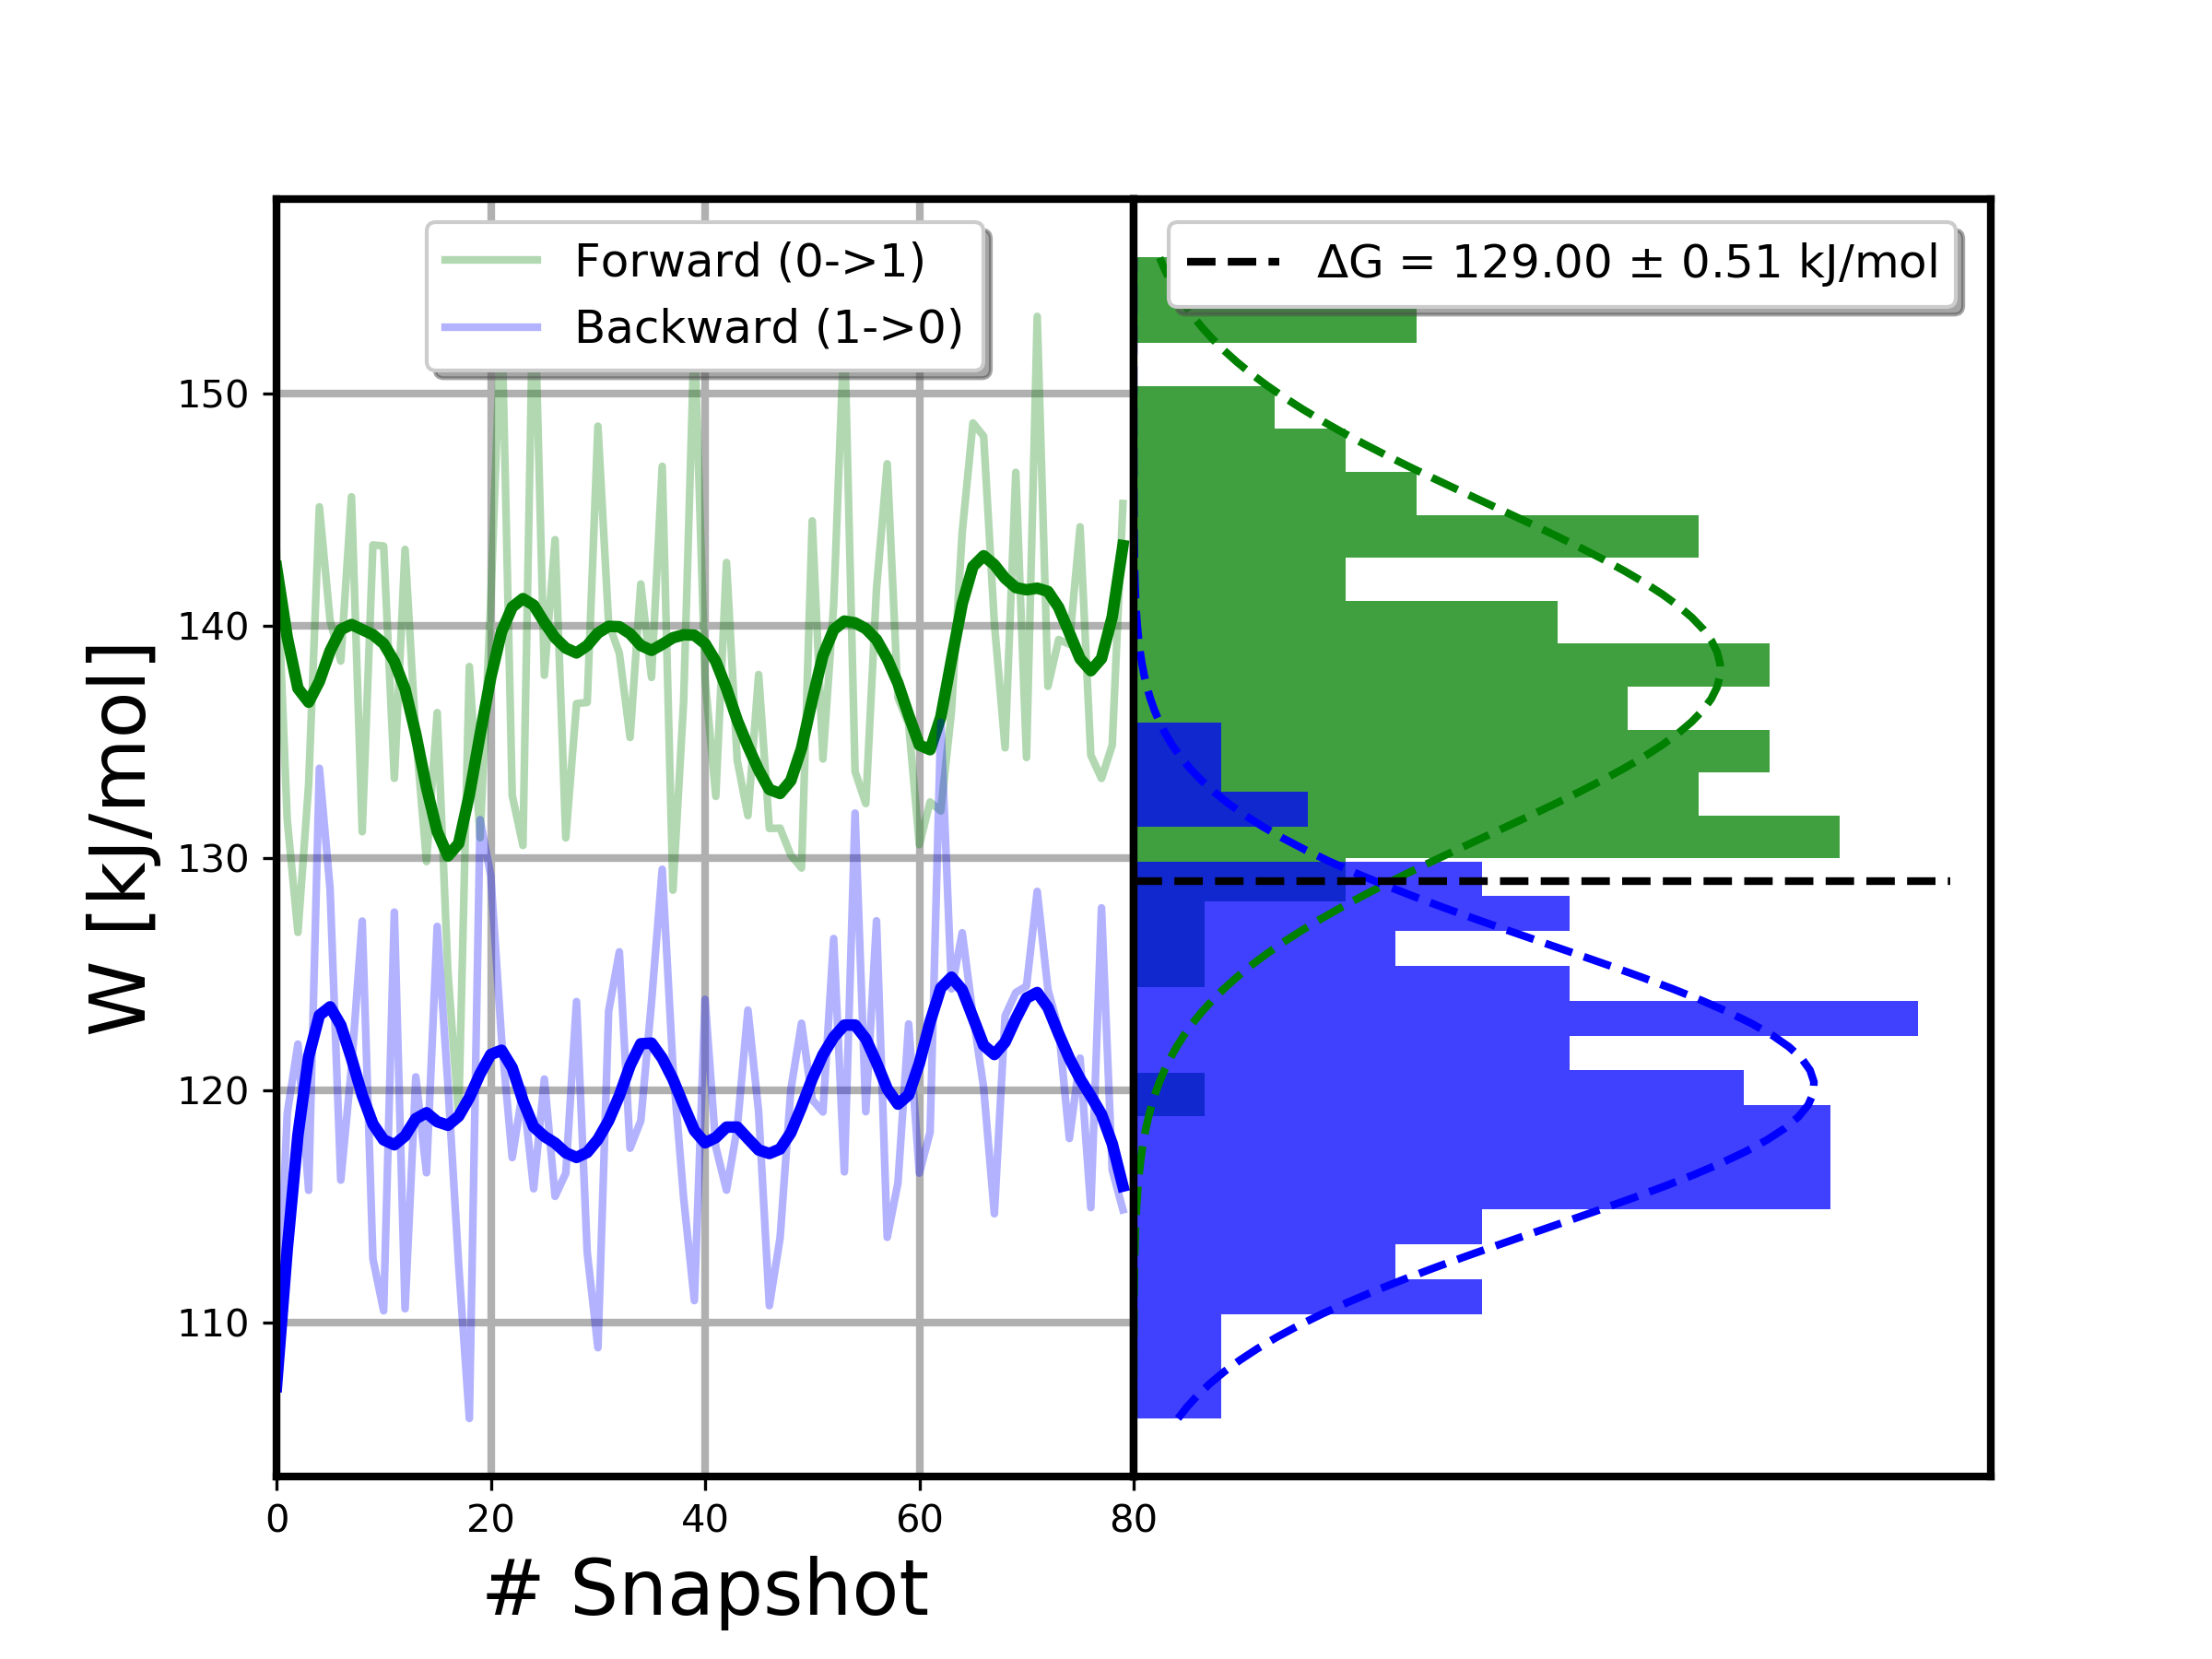 Forward (0->1)
Backward (1->0)
ΔG = 129.00 ± 0.51 kJ/mol
W [kJ/mol]
150
140
130
120
110
0 20 40 60 80
# Snapshot